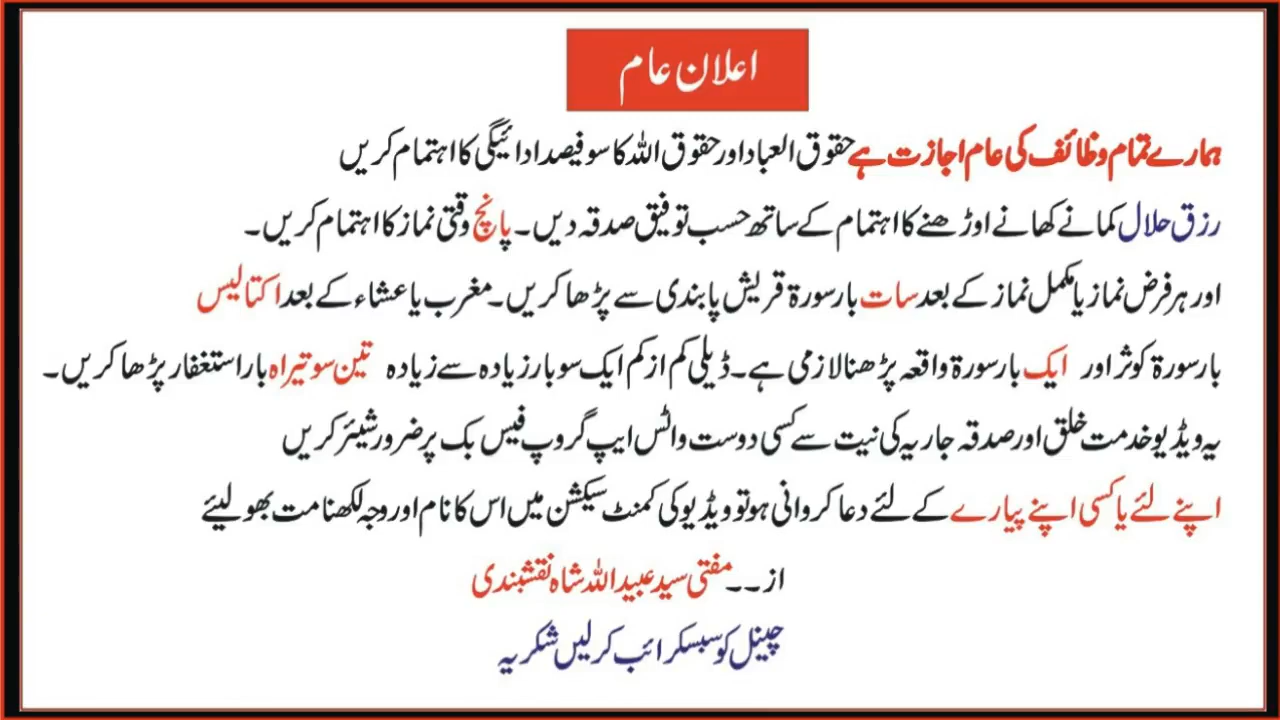 اعلان عام
ہمارے تمام وظائف کی عام اجازت ہے حقوق العباد اور حقوق اللہ کا سو فیصد ادائیگی کا اہتمام کریں
رزق حلال کمانے کھانے اوڑھنے کا اہتمام کے ساتھ حسب توفیق صدقہ دیں۔ پانچ وقتی نماز کا اہتمام کریں۔
اور ہر فرض نماز یا مکمل نماز کے بعد سات بار سورۃ قریش پابندی سے پڑھا کریں۔ مغرب یا عشاء کے بعد اکتالیس
بار سورۃ کوثر اور ایک بار سورۃ واقعہ پڑھنا لازمی ہے۔ ڈیلی کم از کم ایک سو بار زیادہ سے زیادہ تین سو تیراہ بار استغفار پڑھا کریں۔
یہ ویڈیو خدمت خلق اور صدقہ جاریہ کی نیت سے کسی دوست واٹس ایپ گروپ فیس بک پر ضرور شیئر کریں
اپنے لئے یا کسی اپنے پیارے کے لئے دعا کروانی ہو تو ویڈیو کی کمنٹ سیکشن میں اس کا نام اور وجہ لکھنا مت بھولیئے
از ۔۔ مفتی سید عبید اللہ شاہ نقشبندی
چینل کو سبسکرائب کر لیں شکریہ